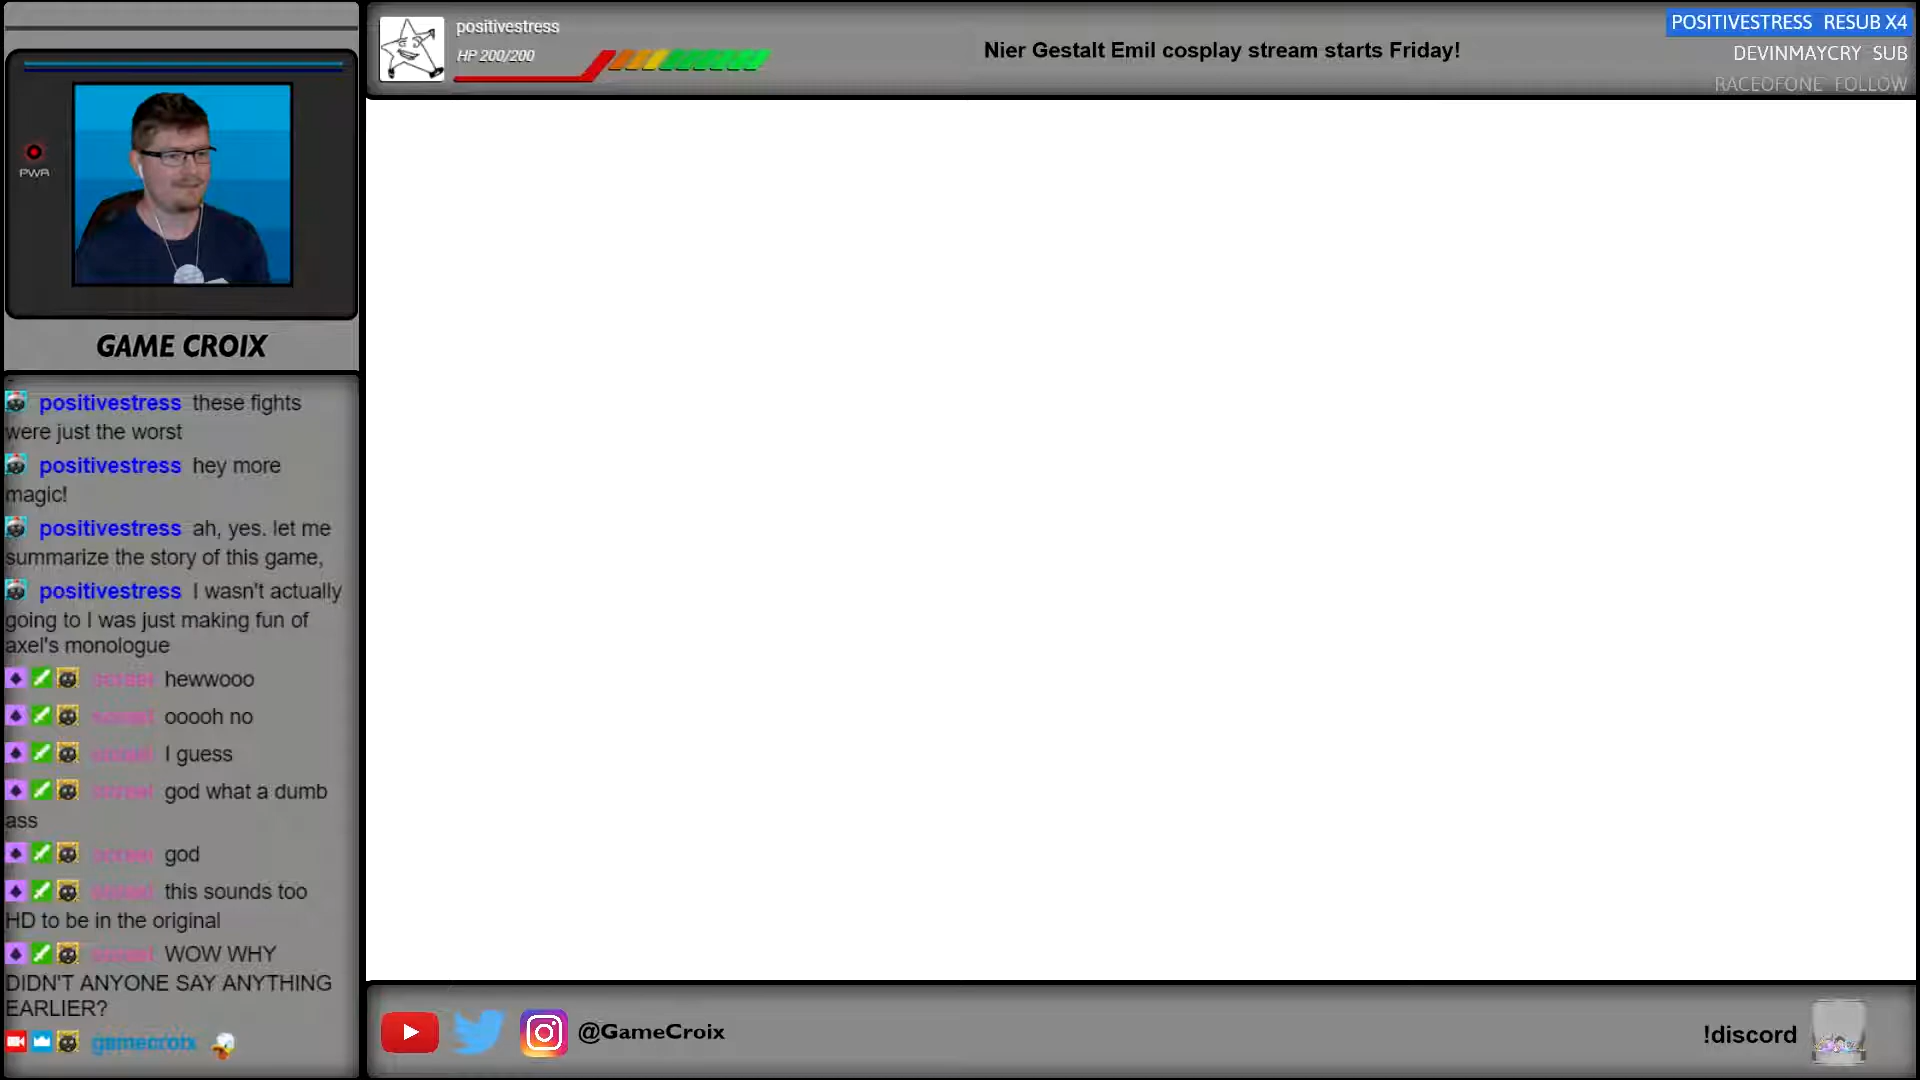 positivestress
HP 200/200
Nier Gestalt Emil cosplay stream starts Friday!
POSITIVESTRESS RESUB X4
DEVINMAYCRY SUB
RACEOFONE FOLLOW
PWR
GAME CROIX
positivestress these fights
were just the worst
positivestress hey more
magic!
positivestress ah, yes. let me
summarize the story of this game,
positivestress I wasn't actually
going to I was just making fun of
axel's monologue
hewwooo
ooooh no
I guess
god what a dumb
ass
god
this sounds too
HD to be in the original
WOW WHY
DIDN'T ANYONE SAY ANYTHING
EARLIER?
gamecroix
@GameCroix
!discord